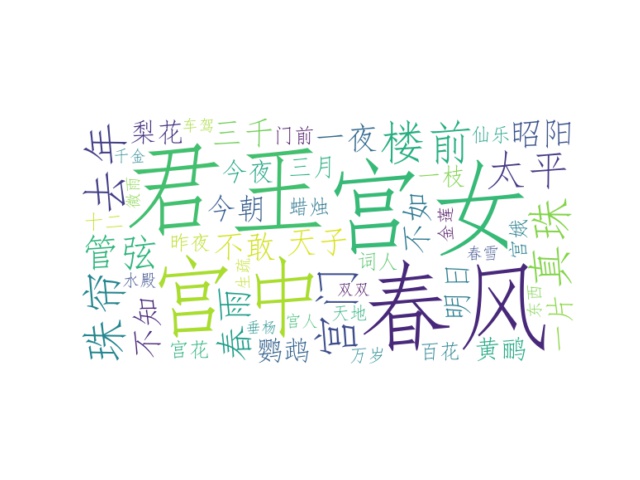 去年
梨花
车驾
千金
微雨
三千
门前
一夜
楼前
仙乐
昭阳
君王
宫女
太平
今夜
三月
一枝
十二
今朝
蜡烛
不如
金莲
宫娥
真珠
管弦
昨夜
不敢
天子
词人
春雪
珠帘
水殿
宫中
生疏
宫门
双双
春风
明日
东西
不知
春雨
垂杨
宫人
天地
一片
宫花
鹦鹉
万岁
百花
黄鹂